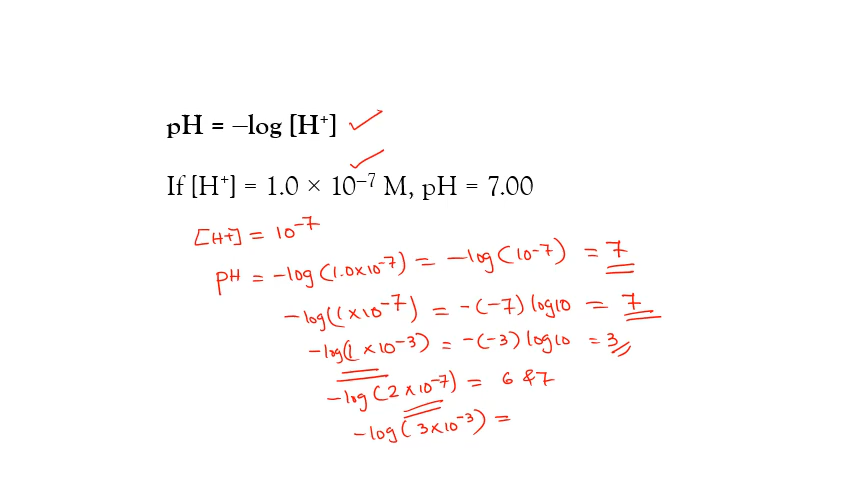 pH = –log [H⁺] ✓
If [H⁺] = 1.0 × 10⁻⁷ M, pH = 7.00
[H+] = 10⁻⁷
pH = -log(1.0×10⁻⁷) = -log(10-7) = 7
-log(1×10⁻⁷) = -(-7) log10 = 7
-log(1×10⁻³) = -(-3) log10 = 3
-log(2×10⁻⁷) = 6 &7
-log(3×10⁻³) =